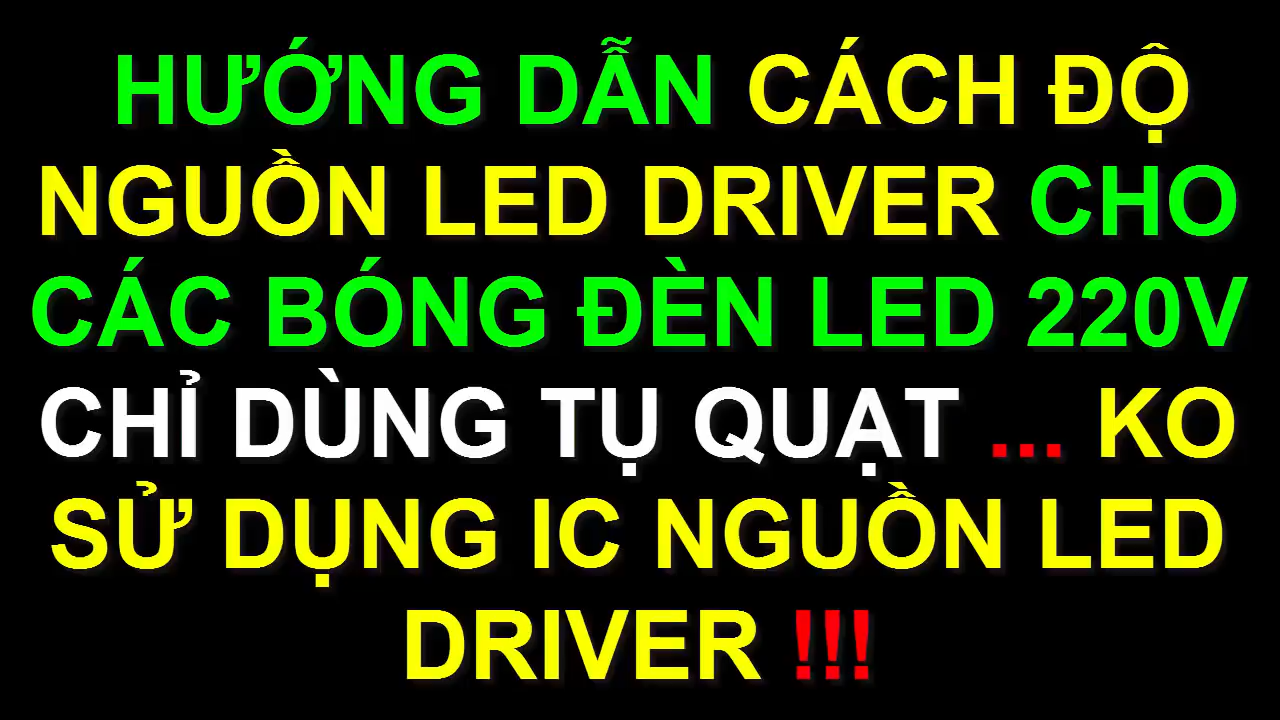 HƯỚNG DẪN CÁCH ĐỘ
NGUỒN LED DRIVER CHO
CÁC BÓNG ĐÈN LED 220V
CHỈ DÙNG TỤ QUẠT ... KO
SỬ DỤNG IC NGUỒN LED
DRIVER !!!